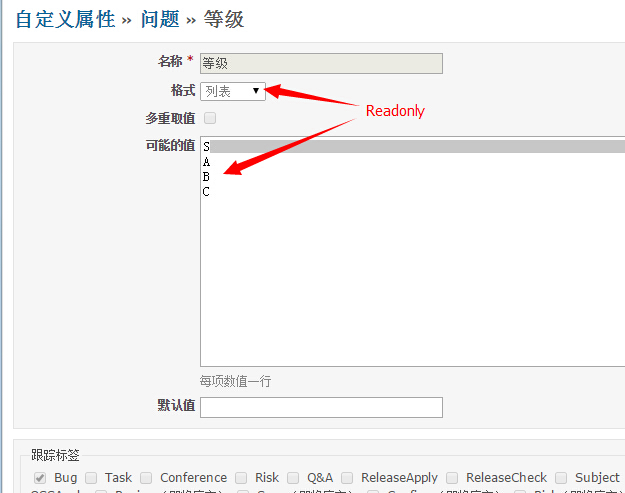 自定义属性 » 问题 » 等级
名称 * 等级
格式 列表
Readonly
多重取值
可能的值 S
A
B
C
每项数值一行
默认值
跟踪标签
Bug Task Conference Risk Q&A ReleaseApply ReleaseCheck Subject